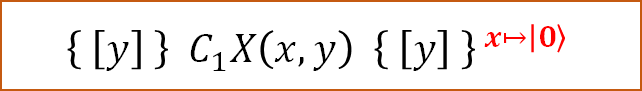 { [y] } C₁X(x, y) { [y] } x↦|0⟩